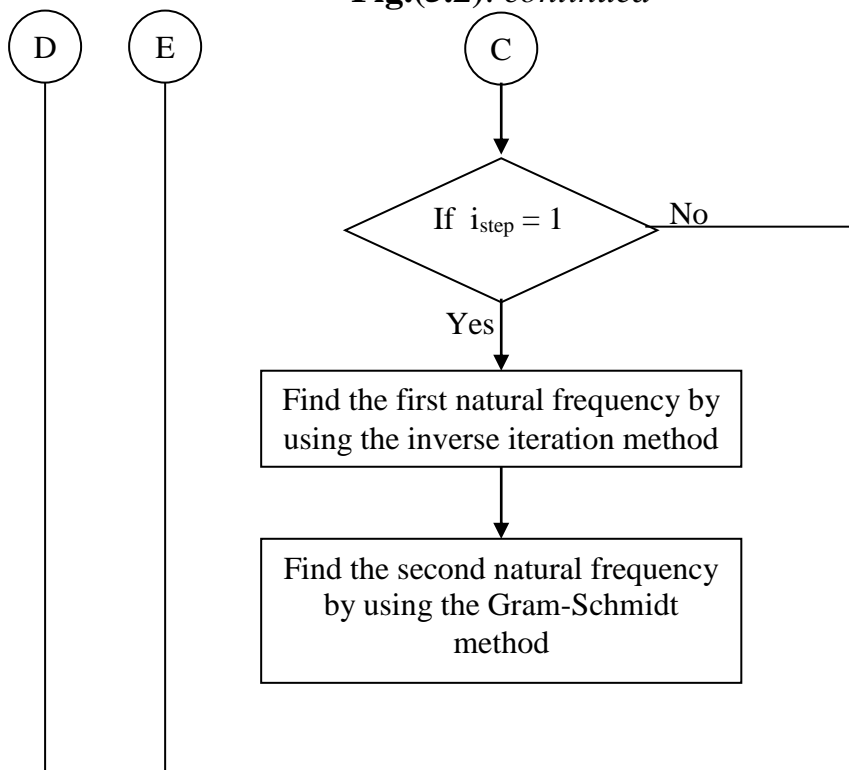 Fig.(3.2): continued
D
E
C
If i_step = 1
No
Yes
Find the first natural frequency by
using the inverse iteration method
Find the second natural frequency
by using the Gram-Schmidt
method